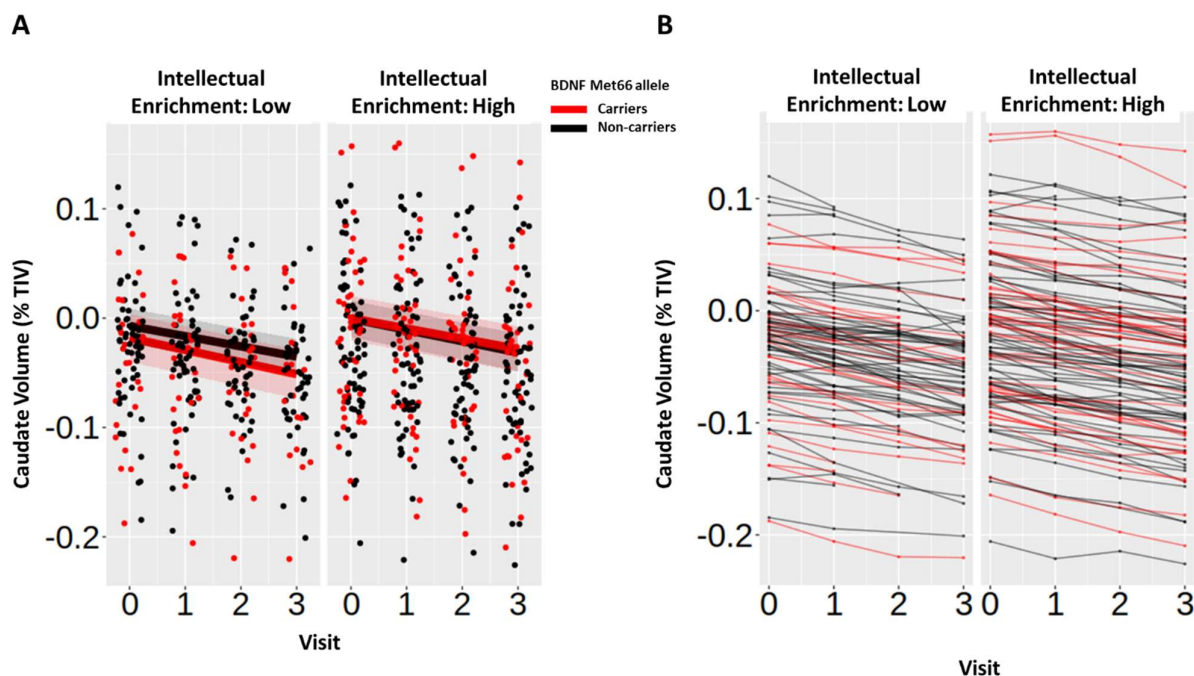 A
Intellectual
Enrichment: Low
Intellectual
Enrichment: High
BDNF Met66 allele
Carriers
Non-carriers
Caudate Volume (% TIV)
0.1
0.0
-0.1
-0.2
0 1 2 3
0 1 2 3
Visit
B
Intellectual
Enrichment: Low
Intellectual
Enrichment: High
Caudate Volume (% TIV)
0.1
0.0
-0.1
-0.2
0 1 2 3
0 1 2 3
Visit